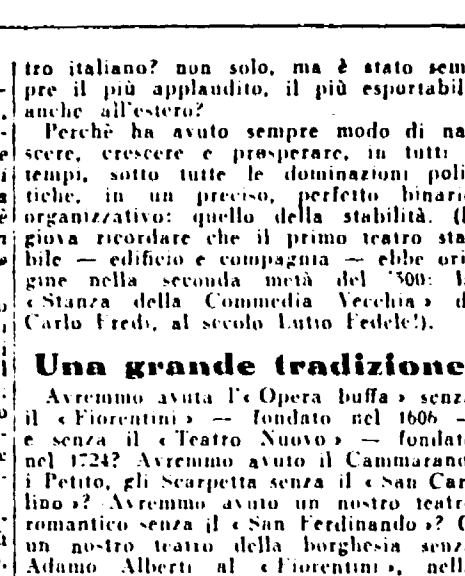 tro italiano? non solo, ma è stato sem
pre il più applaudito, il più esportabil
anche all'estero?
Perchè ha avuto sempre modo di na
scere, crescere e prosperare, in tutti i
tempi, sotto tutte le dominazioni poli
tiche, in un preciso, perfetto binario
organizzativo: quello della stabilità. (E
giova ricordare che il primo teatro sta
bile — edificio e compagnia — ebbe ori
gine nella seconda metà del '500: la
«Stanza della Commedia Vecchia» d
Carlo Fredi, al secolo Lutio Fedele!).
Una grande tradizione
Avremmo avuta l'«Opera buffa» senza
il «Fiorentini» — fondato nel 1606 —
e senza il «Teatro Nuovo» — fondato
nel 1724? Avremmo avuto il Cammarano
i Petito, gli Scarpetta senza il «San Car
lino»? Avremmo avuto un nostro teatro
romantico senza il «San Ferdinando»? O
un nostro teatro della borghesia senza
Adamo Alberti al «Fiorentini», nella